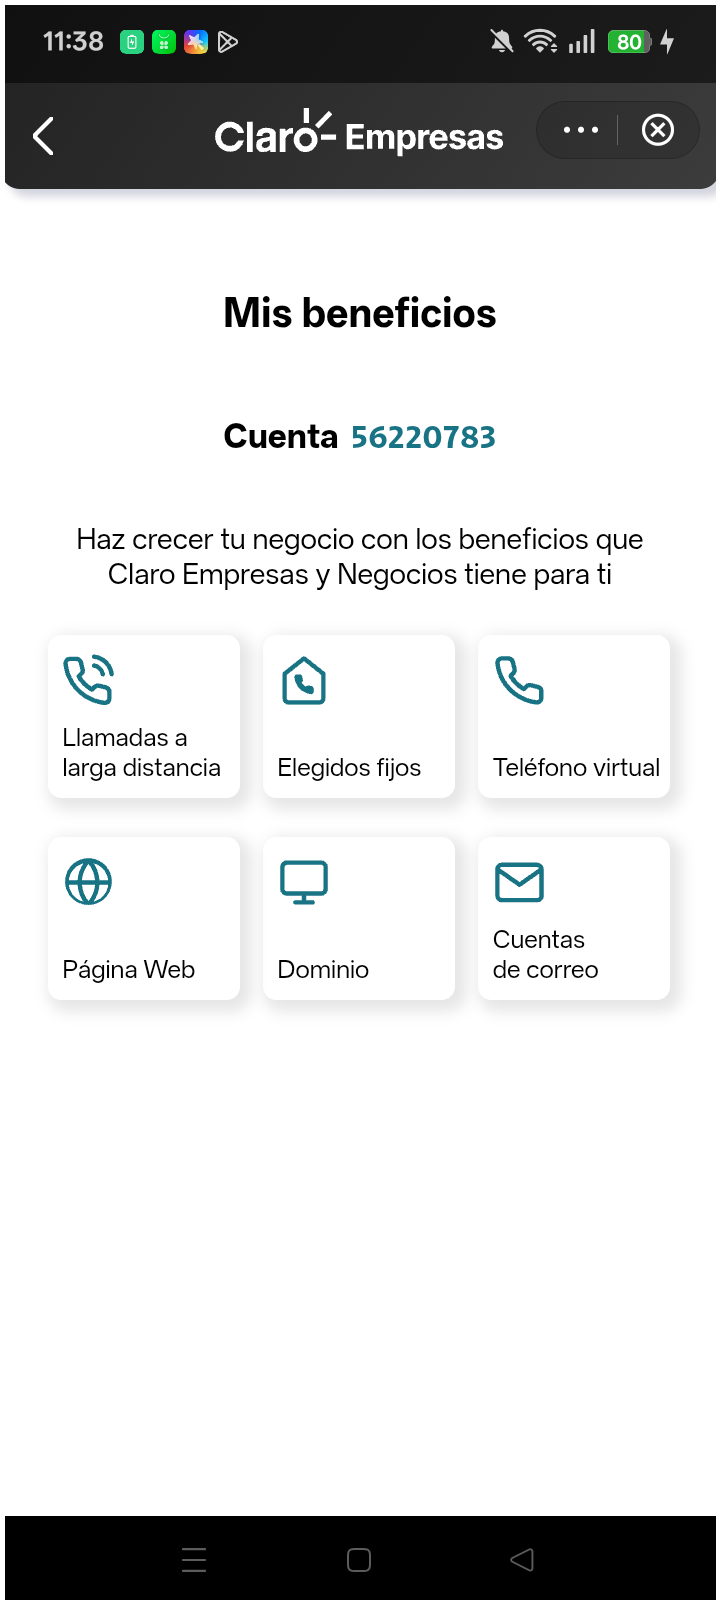 11:38
80
Claro Empresas
Mis beneficios
Cuenta 56220783
Haz crecer tu negocio con los beneficios que
Claro Empresas y Negocios tiene para ti
Llamadas a
larga distancia
Elegidos fijos
Teléfono virtual
Página Web
Dominio
Cuentas
de correo